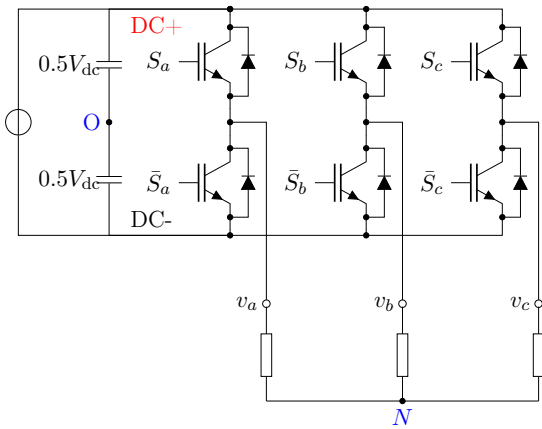 DC+
0.5V_dc
S_a
S_b
S_c
O
0.5V_dc
S̄_a
S̄_b
S̄_c
DC-
v_a
v_b
v_c
N